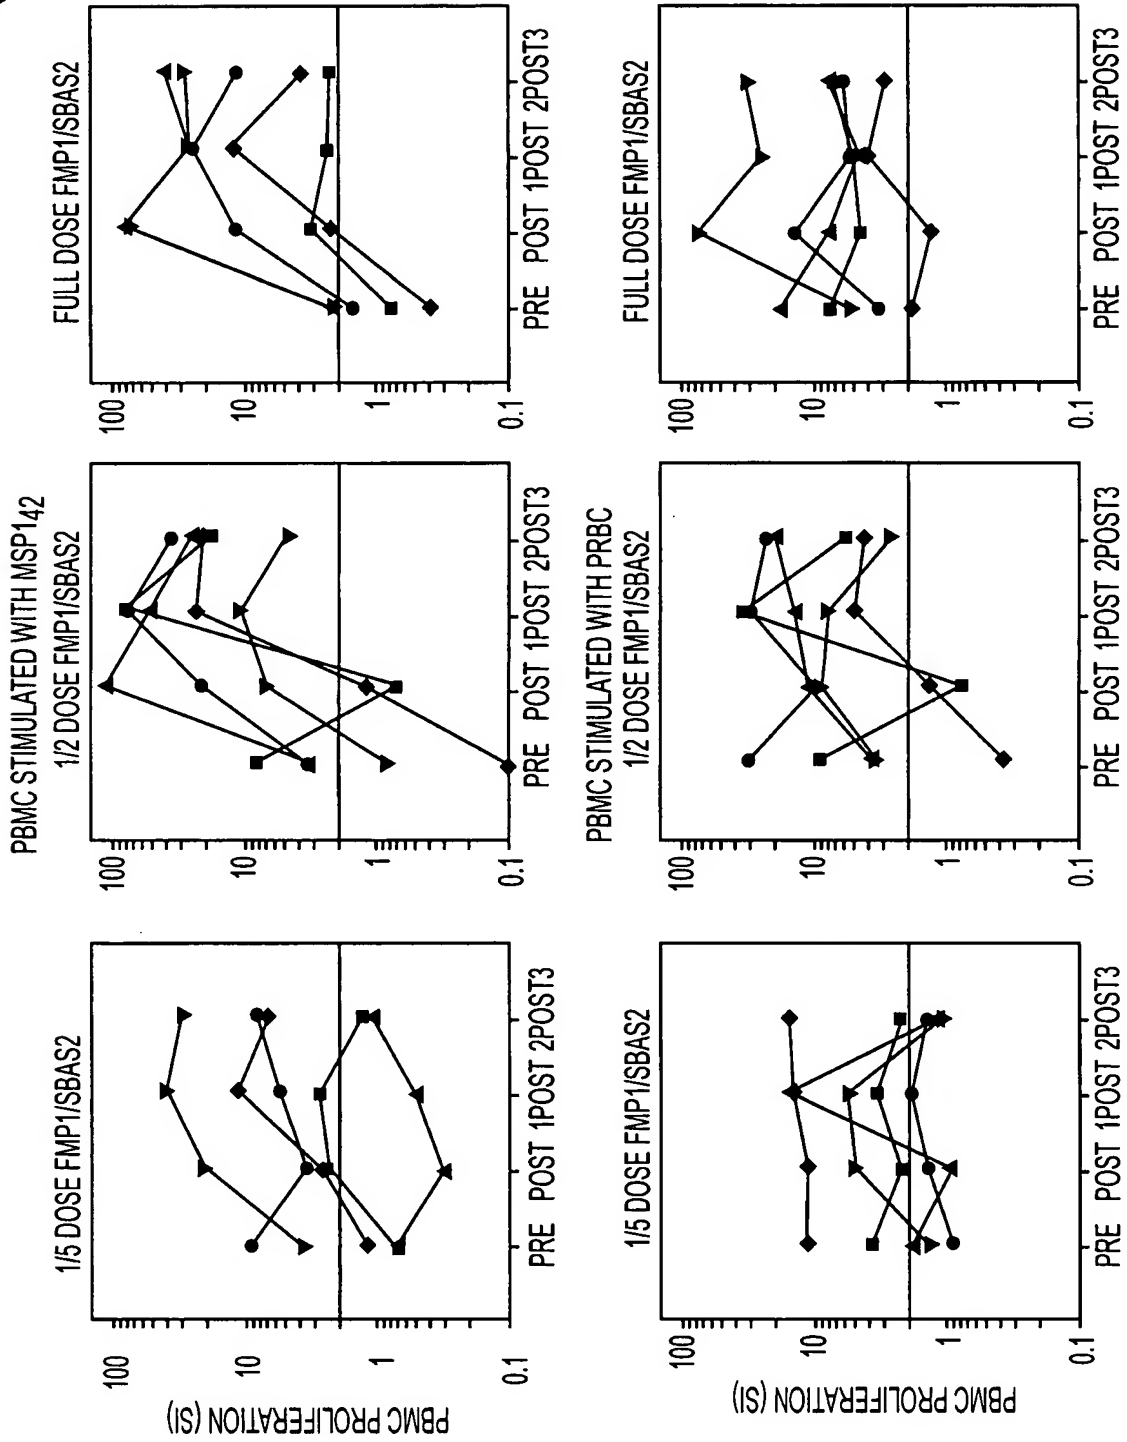 PBMC STIMULATED WITH MSP142
1/5 DOSE FMP1/SBAS2
1/2 DOSE FMP1/SBAS2
FULL DOSE FMP1/SBAS2
PBMC PROLIFERATION (SI)
100
10
1
0.1
100
10
1
0.1
100
10
1
0.1
PRE POST 1POST 2POST3
PRE POST 1POST 2POST3
PRE POST 1POST 2POST3
PBMC STIMULATED WITH PRBC
1/5 DOSE FMP1/SBAS2
1/2 DOSE FMP1/SBAS2
FULL DOSE FMP1/SBAS2
PBMC PROLIFERATION (SI)
100
10
1
0.1
100
10
1
0.1
100
10
1
0.1
PRE POST 1POST 2POST3
PRE POST 1POST 2POST3
PRE POST 1POST 2POST3